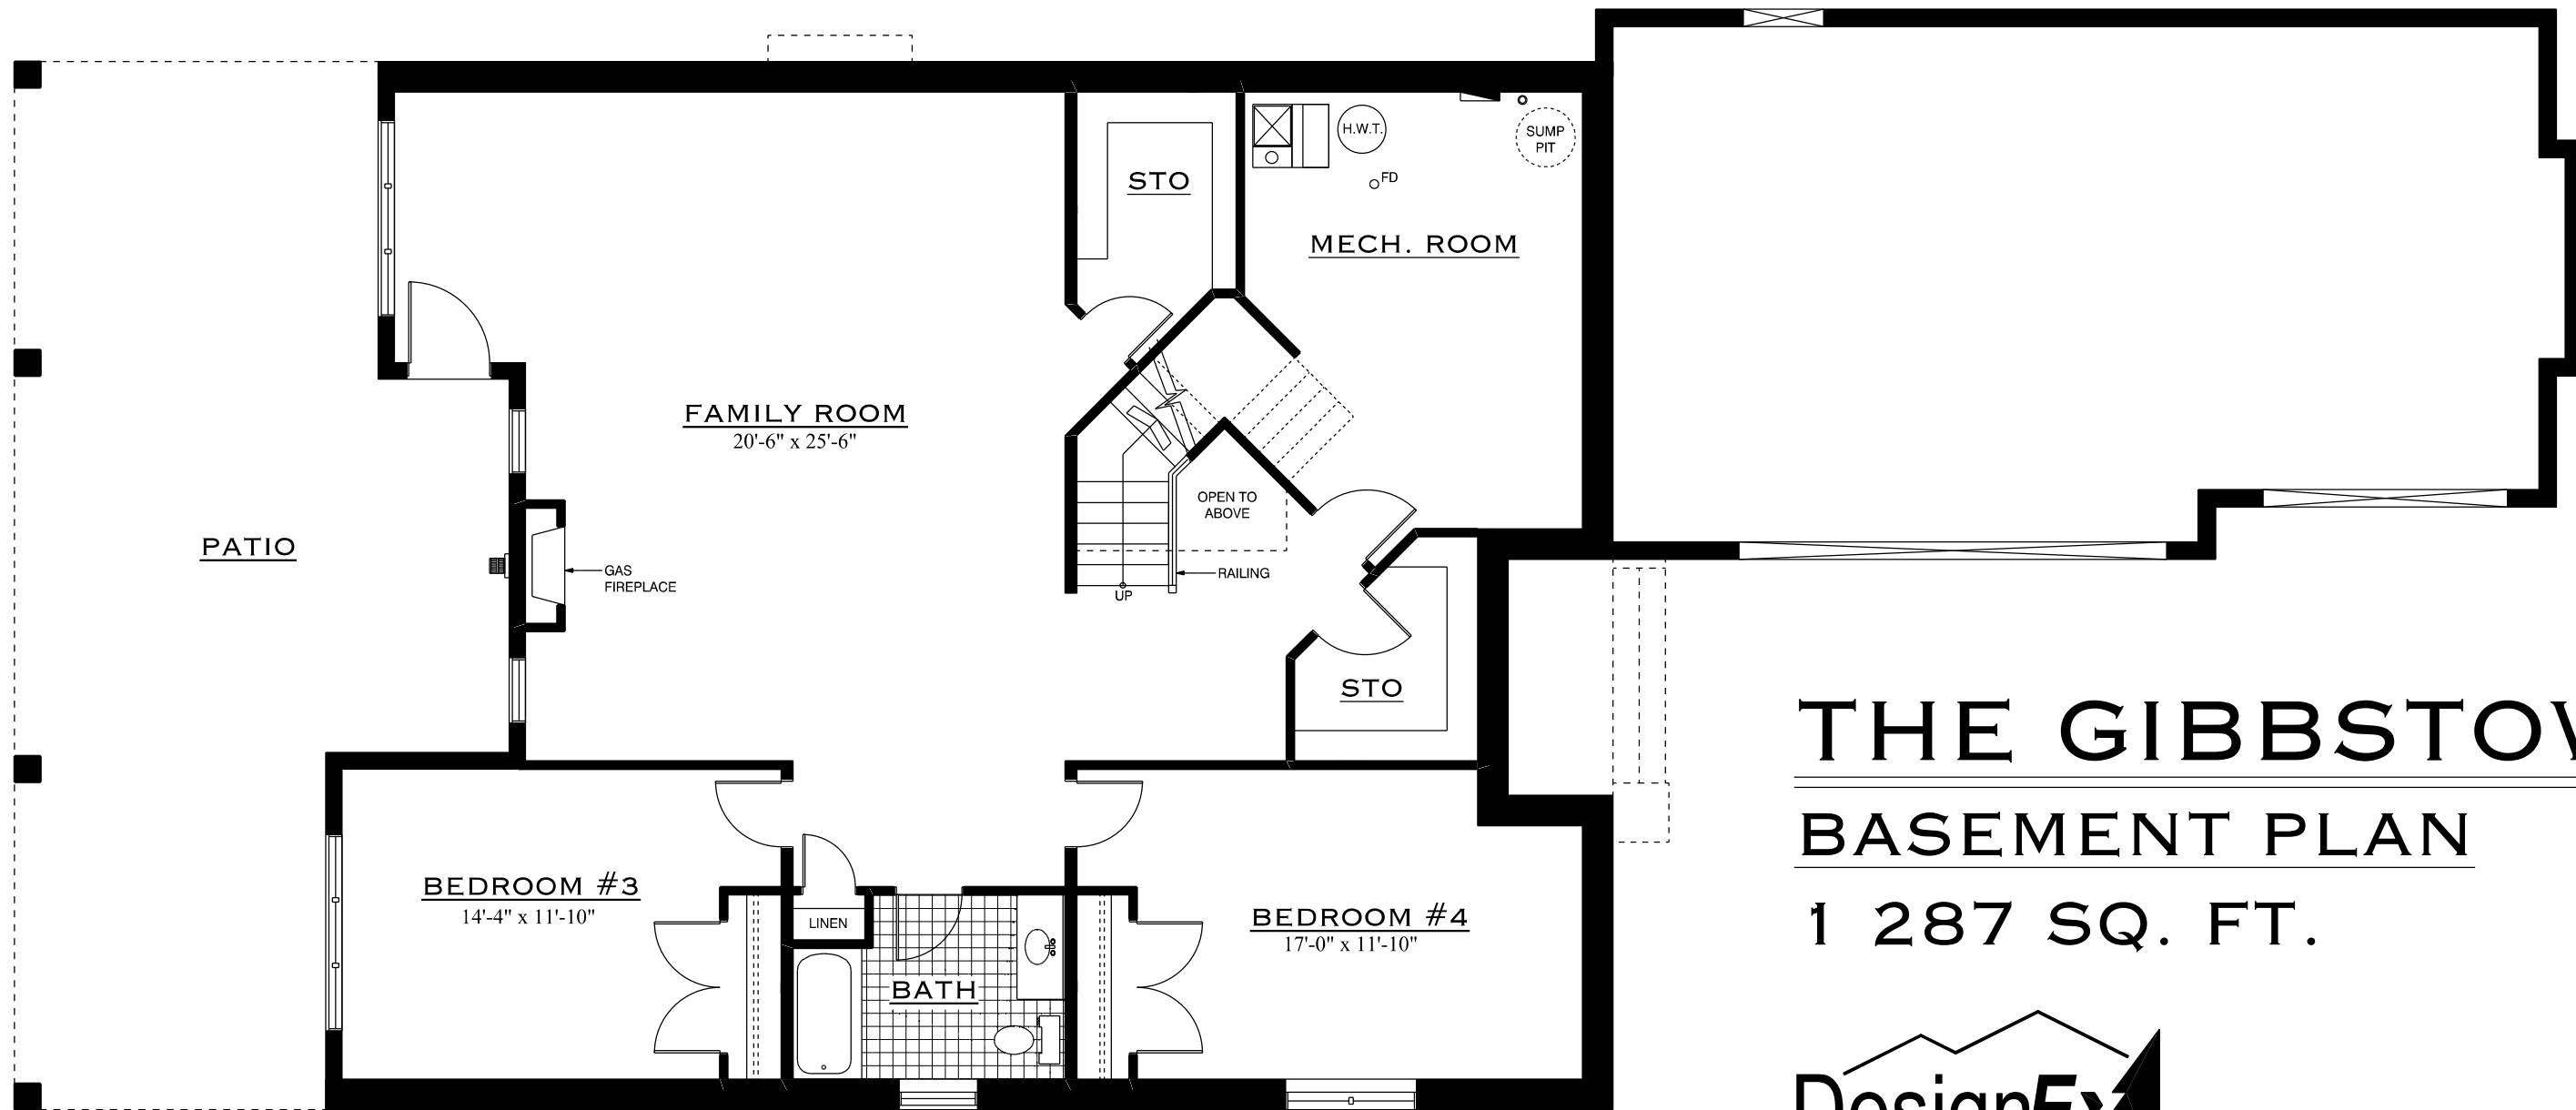 STO
H.W.T.
SUMP
PIT
FD
MECH. ROOM
FAMILY ROOM
20'-6" x 25'-6"
OPEN TO
ABOVE
PATIO
GAS
FIREPLACE
RAILING
UP
STO
BEDROOM #3
14'-4" x 11'-10"
LINEN
BATH
BEDROOM #4
17'-0" x 11'-10"
THE
BASEMENT PLAN
1 287 SQ. FT.